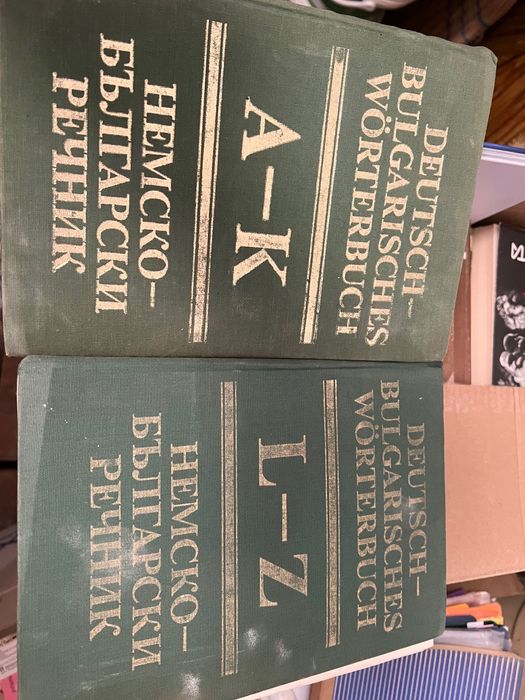 DEUTSCH—
BULGARISCHES
WÖRTERBUCH
A—K
НЕМСКО—
БЪЛГАРСКИ
РЕЧНИК
DEUTSCH—
BULGARISCHES
WÖRTERBUCH
L—Z
НЕМСКО—
БЪЛГАРСКИ
РЕЧНИК